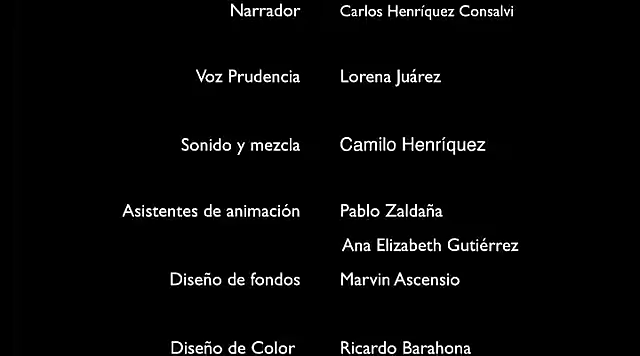 Narrador Carlos Henríquez Consalvi
Voz Prudencia Lorena Juárez
Sonido y mezcla Camilo Henríquez
Asistentes de animación Pablo Zaldaña
Ana Elizabeth Gutiérrez
Diseño de fondos Marvin Ascensio
Diseño de Color Ricardo Barahona